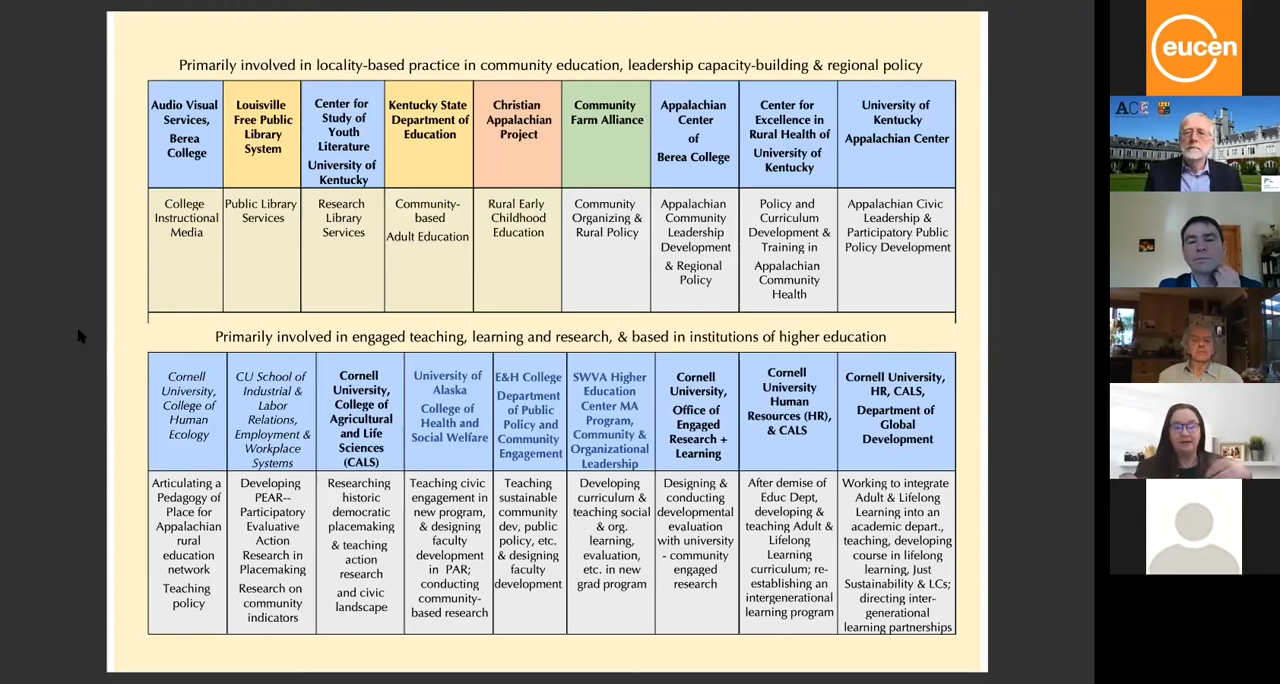 Primarily involved in locality-based practice in community education, leadership capacity-building & regional policy
Audio Visual
Services,
Berea
College
Louisville
Free Public
Library
System
Center for
Study of
Youth
Literature
University of
Kentucky
Kentucky State
Department of
Education
Christian
Appalachian
Project
Community
Farm Alliance
Appalachian
Center
of
Berea College
Center for
Excellence in
Rural Health of
University of
Kentucky
University of
Kentucky
Appalachian Center
College
Instructional
Media
Public Library
Services
Research
Library
Services
Community-
based
Adult Education
Rural Early
Childhood
Education
Community
Organizing &
Rural Policy
Appalachian
Community
Leadership
Development
& Regional
Policy
Policy and
Curriculum
Development &
Training in
Appalachian
Community
Health
Appalachian Civic
Leadership &
Participatory Public
Policy Development
Primarily involved in engaged teaching, learning and research, & based in institutions of higher education
Cornell
University,
College of
Human
Ecology
CU School of
Industrial &
Labor
Relations,
Employment &
Workplace
Systems
Cornell
University,
College of
Agricultural
and Life
Sciences
(CALS)
University of
Alaska
College of
Health and
Social Welfare
E&H College
Department
of Public
Policy and
Community
Engagement
SWVA Higher
Education
Center MA
Program,
Community &
Organizational
Leadership
Cornell
University,
Office of
Engaged
Research +
Learning
Cornell
University
Human
Resources (HR),
& CALS
Cornell University,
HR, CALS,
Department of
Global
Development
Articulating a
Pedagogy of
Place for
Appalachian
rural
education
network
Teaching
policy
Developing
PEAR--
Participatory
Evaluative
Action
Research in
Placemaking
Research on
community
indicators
Researching
historic
democratic
placemaking
& teaching
action
research
and civic
landscape
Teaching civic
engagement in
new program,
& designing
faculty
development
in PAR;
conducting
community-
based research
Teaching
sustainable
community
dev, public
policy, etc.
& designing
faculty
development
Developing
curriculum &
teaching social
& org.
learning,
evaluation,
etc. in new
grad program
Designing &
conducting
developmental
evaluation
with university
- community
engaged
research
After demise of
Educ Dept,
developing &
teaching Adult &
Lifelong
Learning
curriculum; re-
establishing an
intergenerational
learning program
Working to integrate
Adult & Lifelong
Learning into an
academic depart.,
teaching, developing
course in lifelong
learning, Just
Sustainability & LCs;
directing inter-
generational
learning partnerships
eucen
ACE